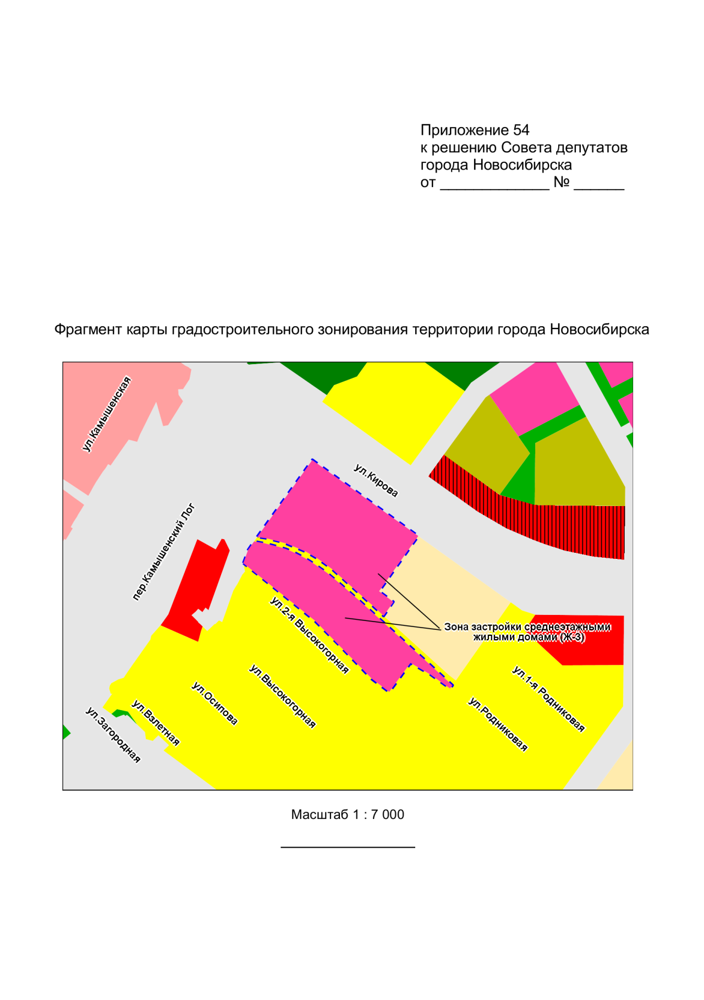 Приложение 54
к решению Совета депутатов
города Новосибирска
от _____________ № ______
Фрагмент карты градостроительного зонирования территории города Новосибирска
ул.Камышенская
ул.Кирова
пер.Камышенский Лог
ул.2-я Высокогорная
Зона застройки среднеэтажными
жилыми домами (Ж-3)
ул.Высокогорная
ул.Осипова
ул.1-я Родниковая
ул.Родниковая
ул.Взлетная
ул.Загородная
Масштаб 1 : 7 000